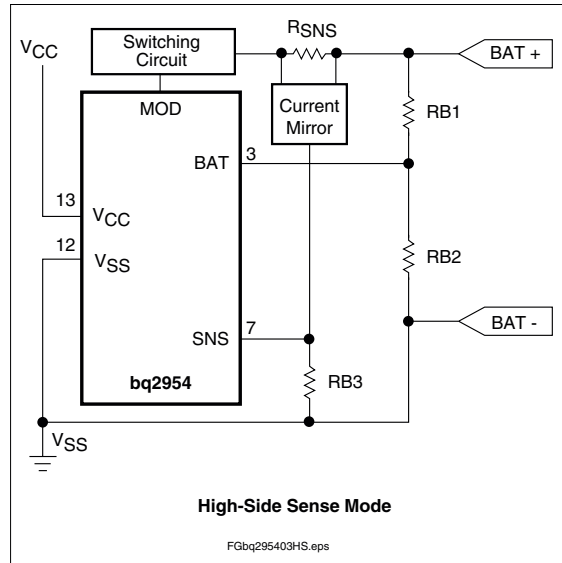 VCC
Switching
Circuit
RSNS
BAT +
MOD
Current
Mirror
RB1
BAT
3
13
VCC
12
VSS
RB2
BAT -
SNS
7
bq2954
RB3
VSS
High-Side Sense Mode
FGbq295403HS.eps